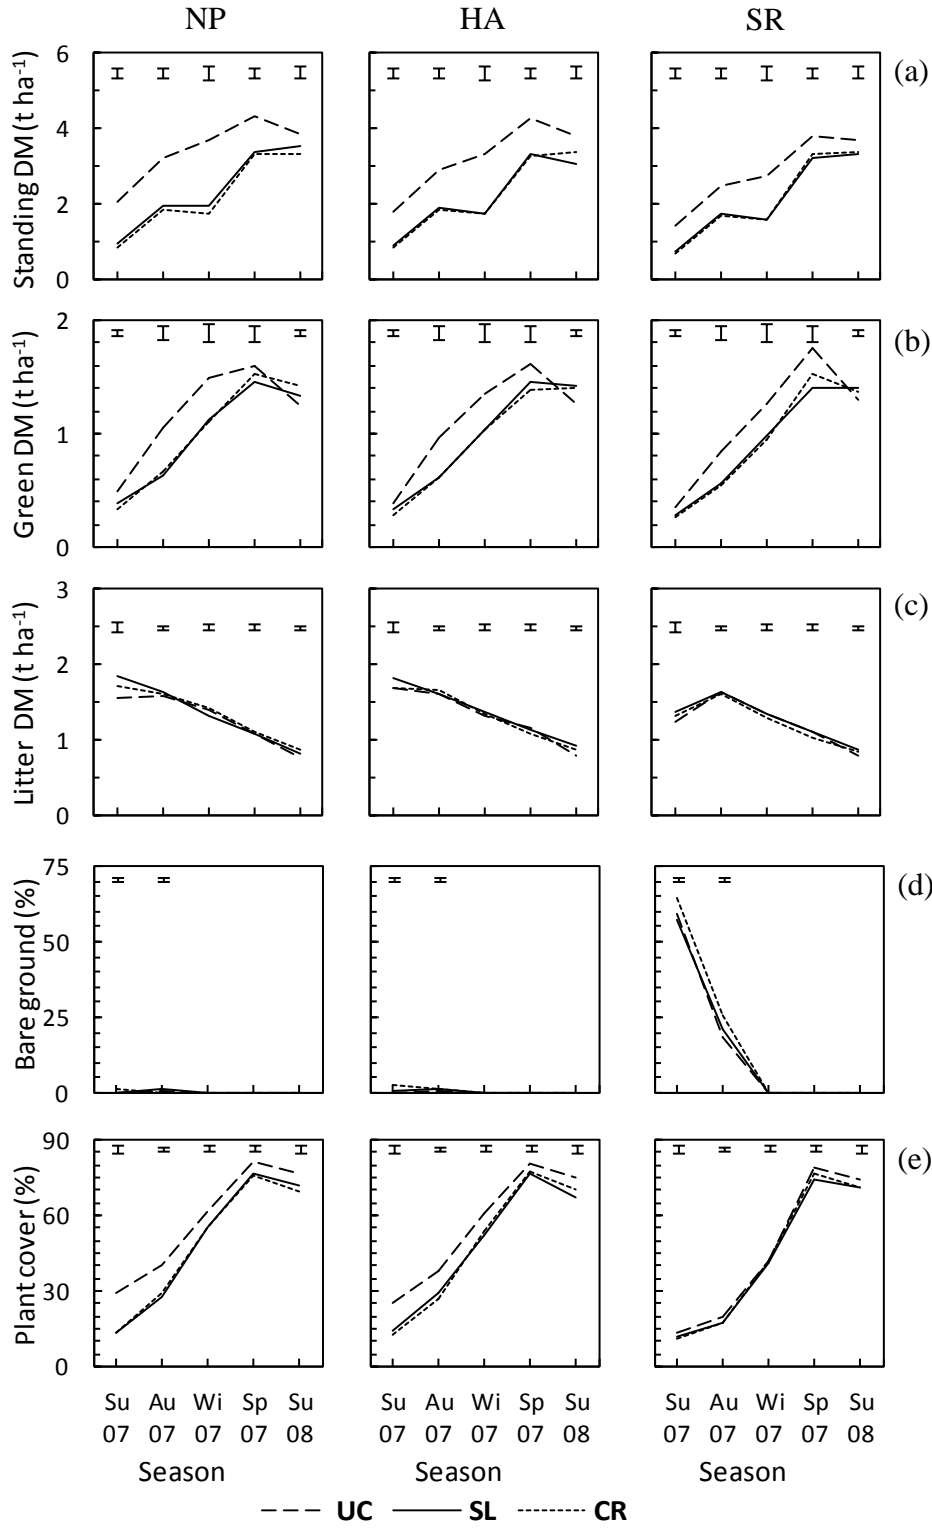 NP HA SR
Standing DM (t ha⁻¹)
6
4
2
0
(a)
Green DM (t ha⁻¹)
2
1
0
(b)
Litter DM (t ha⁻¹)
3
2
1
0
(c)
Bare ground (%)
75
50
25
0
(d)
Plant cover (%)
90
60
30
0
(e)
Su Au Wi Sp Su Su Au Wi Sp Su Su Au Wi Sp Su
07 07 07 07 08 07 07 07 07 08 07 07 07 07 08
Season Season Season
UC SL CR